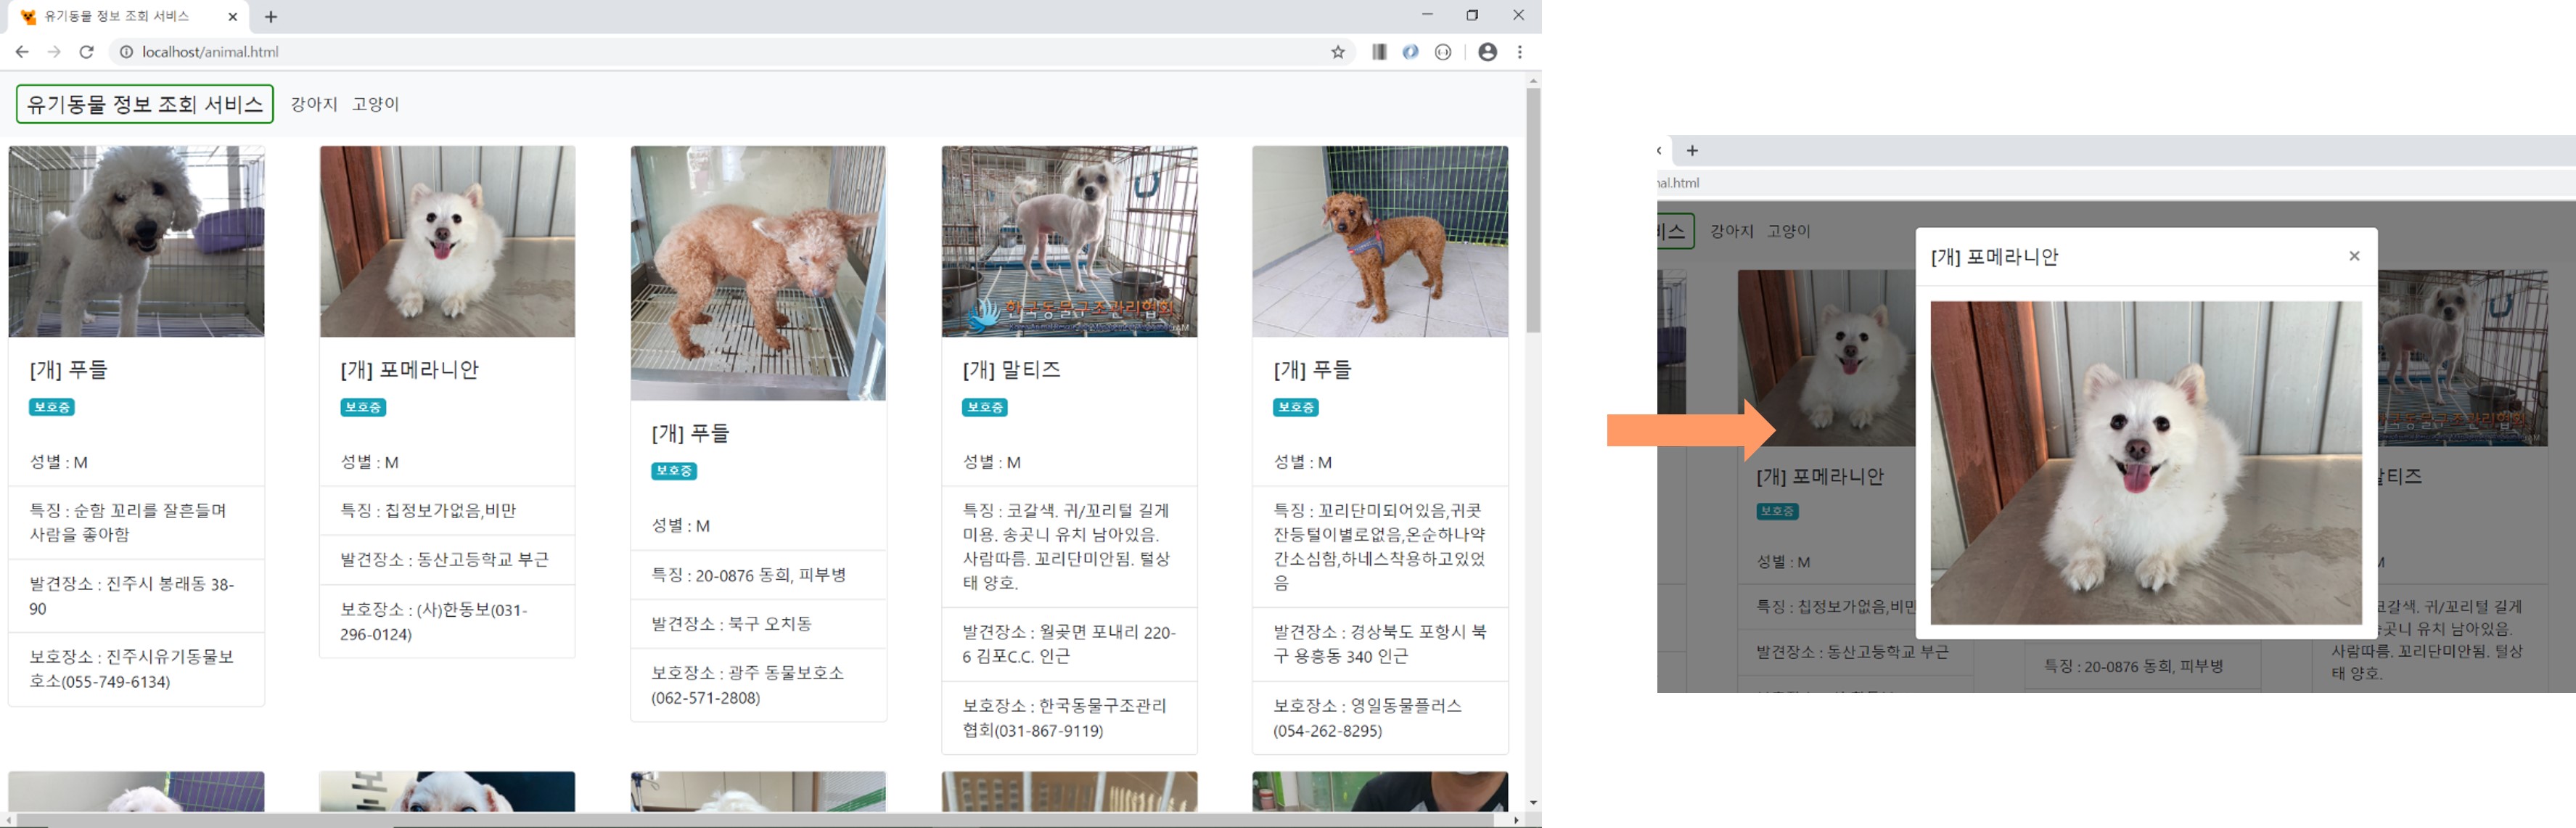 유기동물 정보 조회 서비스
localhost/animal.html
유기동물 정보 조회 서비스 강아지 고양이
[개] 푸들
보호중
성별 : M
특징 : 순함 꼬리를 잘흔들며
사람을 좋아함
발견장소 : 진주시 봉래동 38-
90
보호장소 : 진주시유기동물보
호소(055-749-6134)
[개] 포메라니안
보호중
성별 : M
특징 : 칩정보가없음,비만
발견장소 : 동산고등학교 부근
보호장소 : (사)한동보(031-
296-0124)
[개] 푸들
보호중
성별 : M
특징 : 20-0876 동희, 피부병
발견장소 : 북구 오치동
보호장소 : 광주 동물보호소
(062-571-2808)
한국동물구조관리협회
[개] 말티즈
보호중
성별 : M
특징 : 코갈색. 귀/꼬리털 길게
미용. 송곳니 유치 남아있음.
사람따름. 꼬리단미안됨. 털상
태 양호.
발견장소 : 월곶면 포내리 220-
6 김포C.C. 인근
보호장소 : 한국동물구조관리
협회(031-867-9119)
[개] 푸들
보호중
성별 : M
특징 : 꼬리단미되어있음,귀콧
잔등털이별로없음,온순하나약
간소심함,하네스착용하고있었
음
발견장소 : 경상북도 포항시 북
구 용흥동 340 인근
보호장소 : 영일동물플러스
(054-262-8295)
nal.html
비스 강아지 고양이
[개] 포메라니안
×
[개] 포메라니안
보호중
성별 : M
특징 : 칩정보가없음,비만
발견장소 : 동산고등학교 부근
특징 : 20-0876 동희, 피부병
한국동물구조관리협회
말티즈
M
코갈색. 귀/꼬리털 길게
송곳니 유치 남아있음.
사람따름. 꼬리단미안됨. 털상
태 양호.